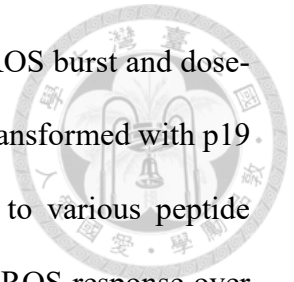 ROS burst and dose-
ansformed with p19
to various peptide
ROS response over